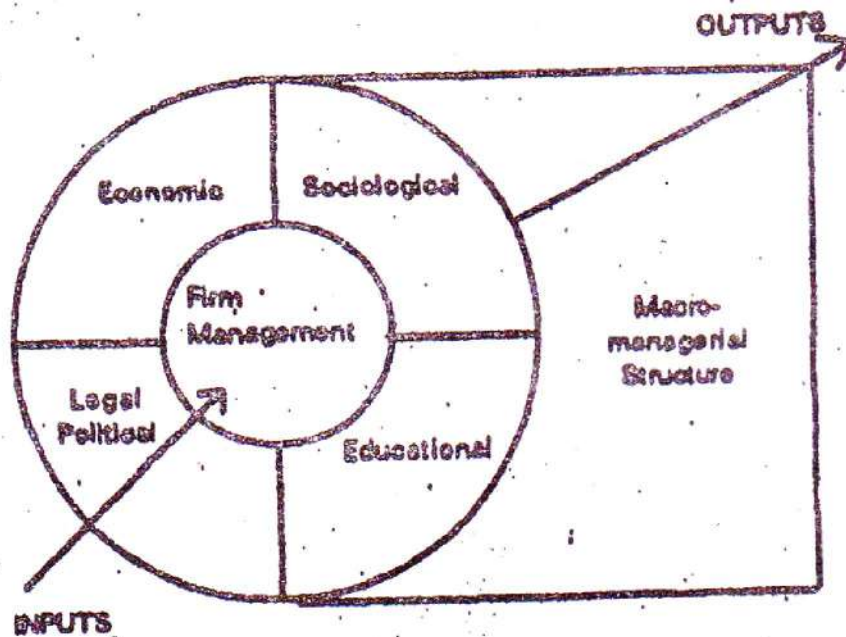 OUTPUTS
Economic
Sociological
Firm
Management
Macro-
managerial
Structure
Legal
Political
Educational
INPUTS